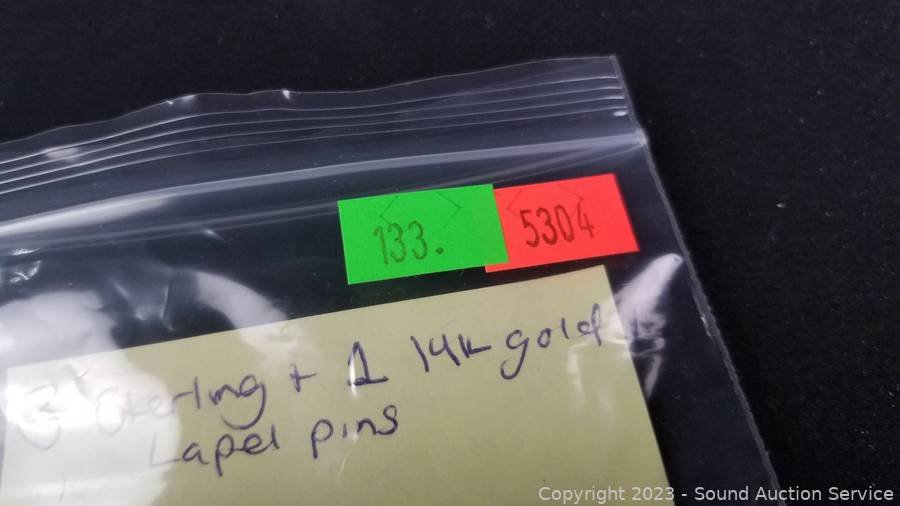 133.
5304
3 Sterling + 1 14K gold
Lapel pins
Copyright 2023 - Sound Auction Service